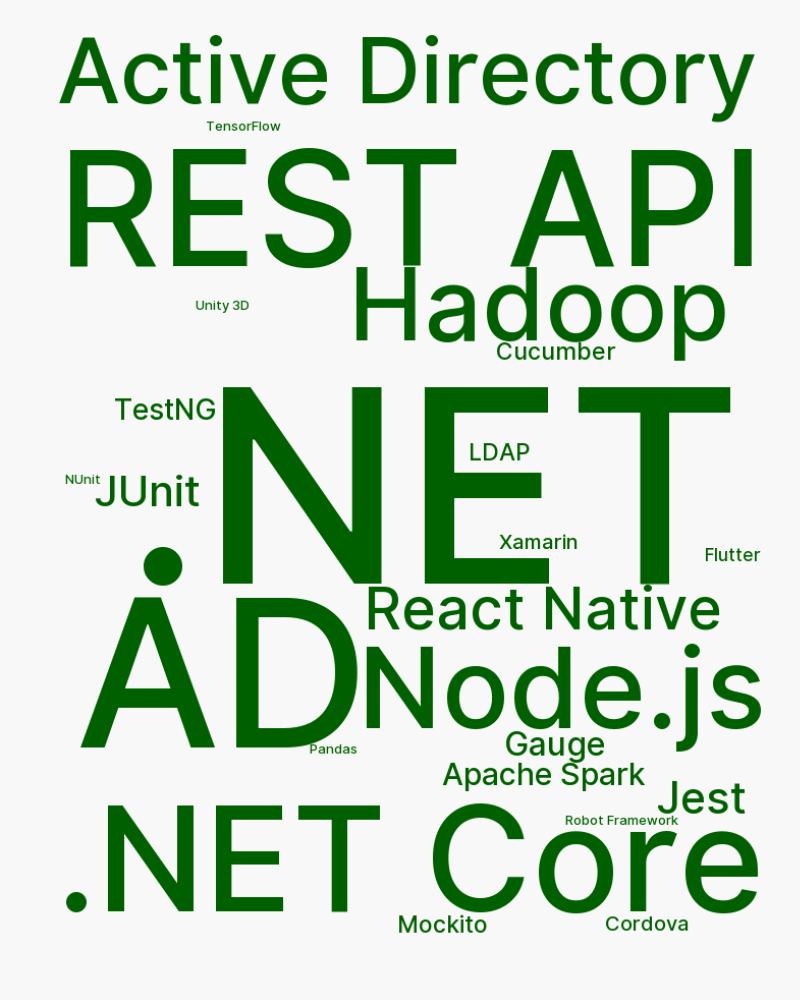 Active Directory
TensorFlow
REST API
Unity 3D
Hadoop
Cucumber
TestNG
.NET
LDAP
NUnit
JUnit
Xamarin
Flutter
AD
React Native
Node.js
Pandas
Gauge
Apache Spark
Jest
Robot Framework
.NET Core
Mockito
Cordova